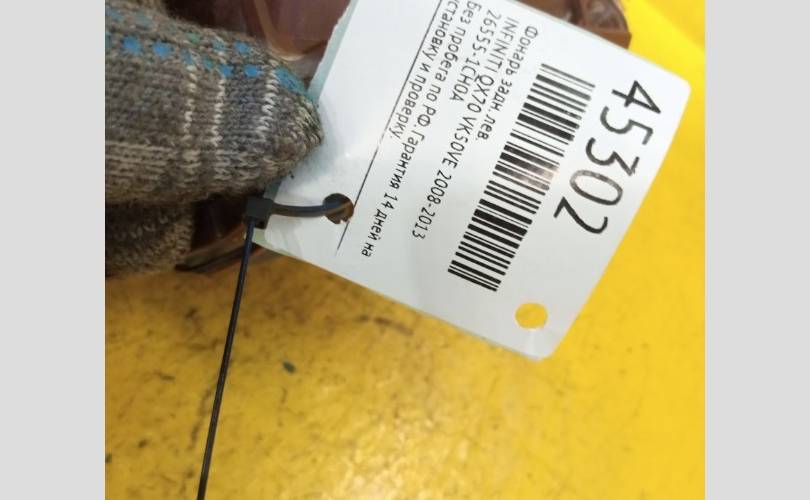 45302
Фонарь задн.лев.
INFINITI QX70 VK50VE 2008-2013
26555-1CH0A
без пробега по РФ.Гарантия 14 дней на
установку и проверку.